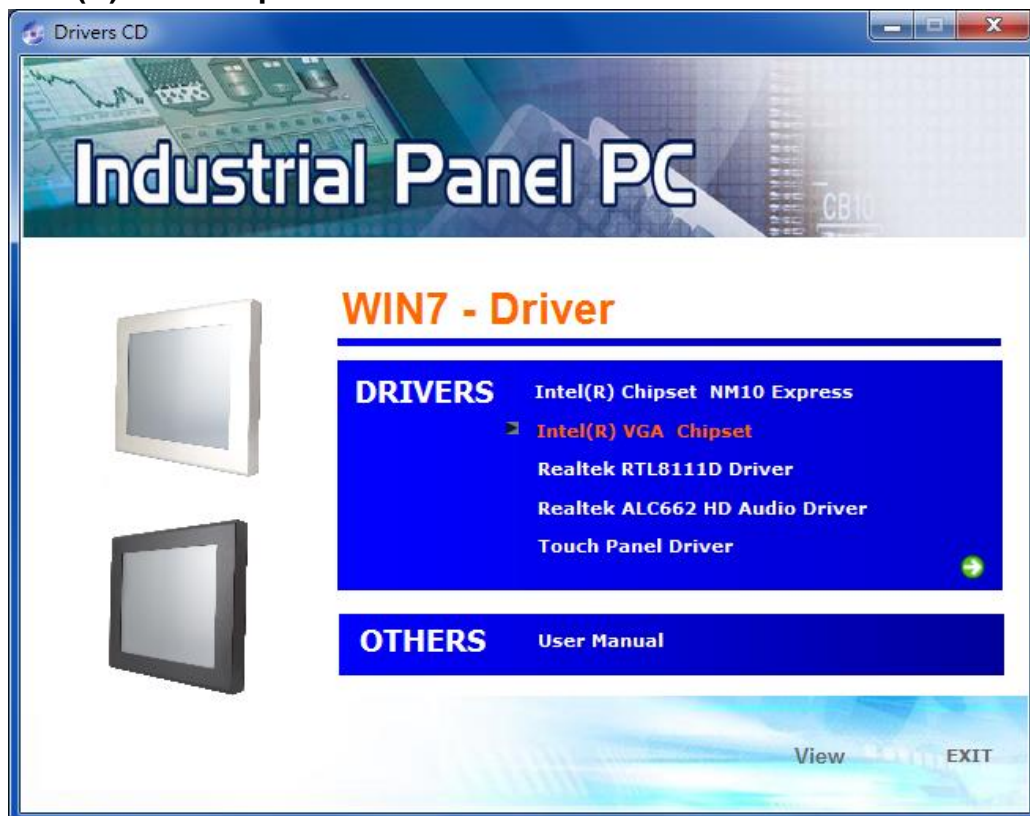 Drivers CD
Industrial Panel PC
CB10
WIN7 - Driver
DRIVERS
Intel(R) Chipset NM10 Express
Intel(R) VGA Chipset
Realtek RTL8111D Driver
Realtek ALC662 HD Audio Driver
Touch Panel Driver
OTHERS
User Manual
View
EXIT